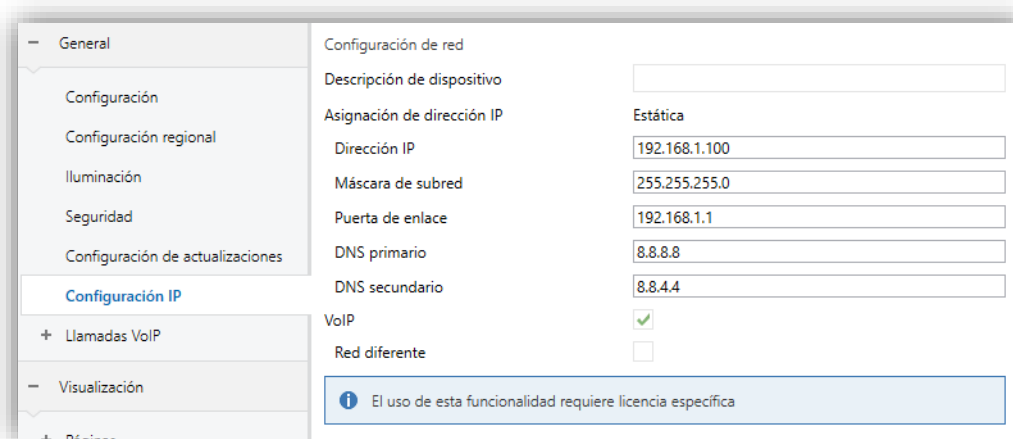 General
Configuración
Configuración regional
Iluminación
Seguridad
Configuración de actualizaciones
Configuración IP
Llamadas VoIP
Visualización
Páginas
Configuración de red
Descripción de dispositivo
Asignación de dirección IP Estática
Dirección IP 192.168.1.100
Máscara de subred 255.255.255.0
Puerta de enlace 192.168.1.1
DNS primario 8.8.8.8
DNS secundario 8.8.4.4
VoIP
Red diferente
El uso de esta funcionalidad requiere licencia específica